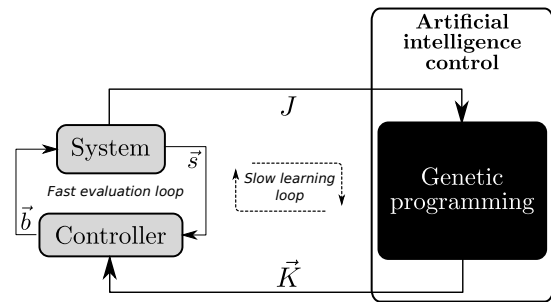 Artificial
intelligence
control
J
System
s⃗
Genetic
programming
Slow learning
loop
Fast evaluation loop
b⃗
Controller
K⃗